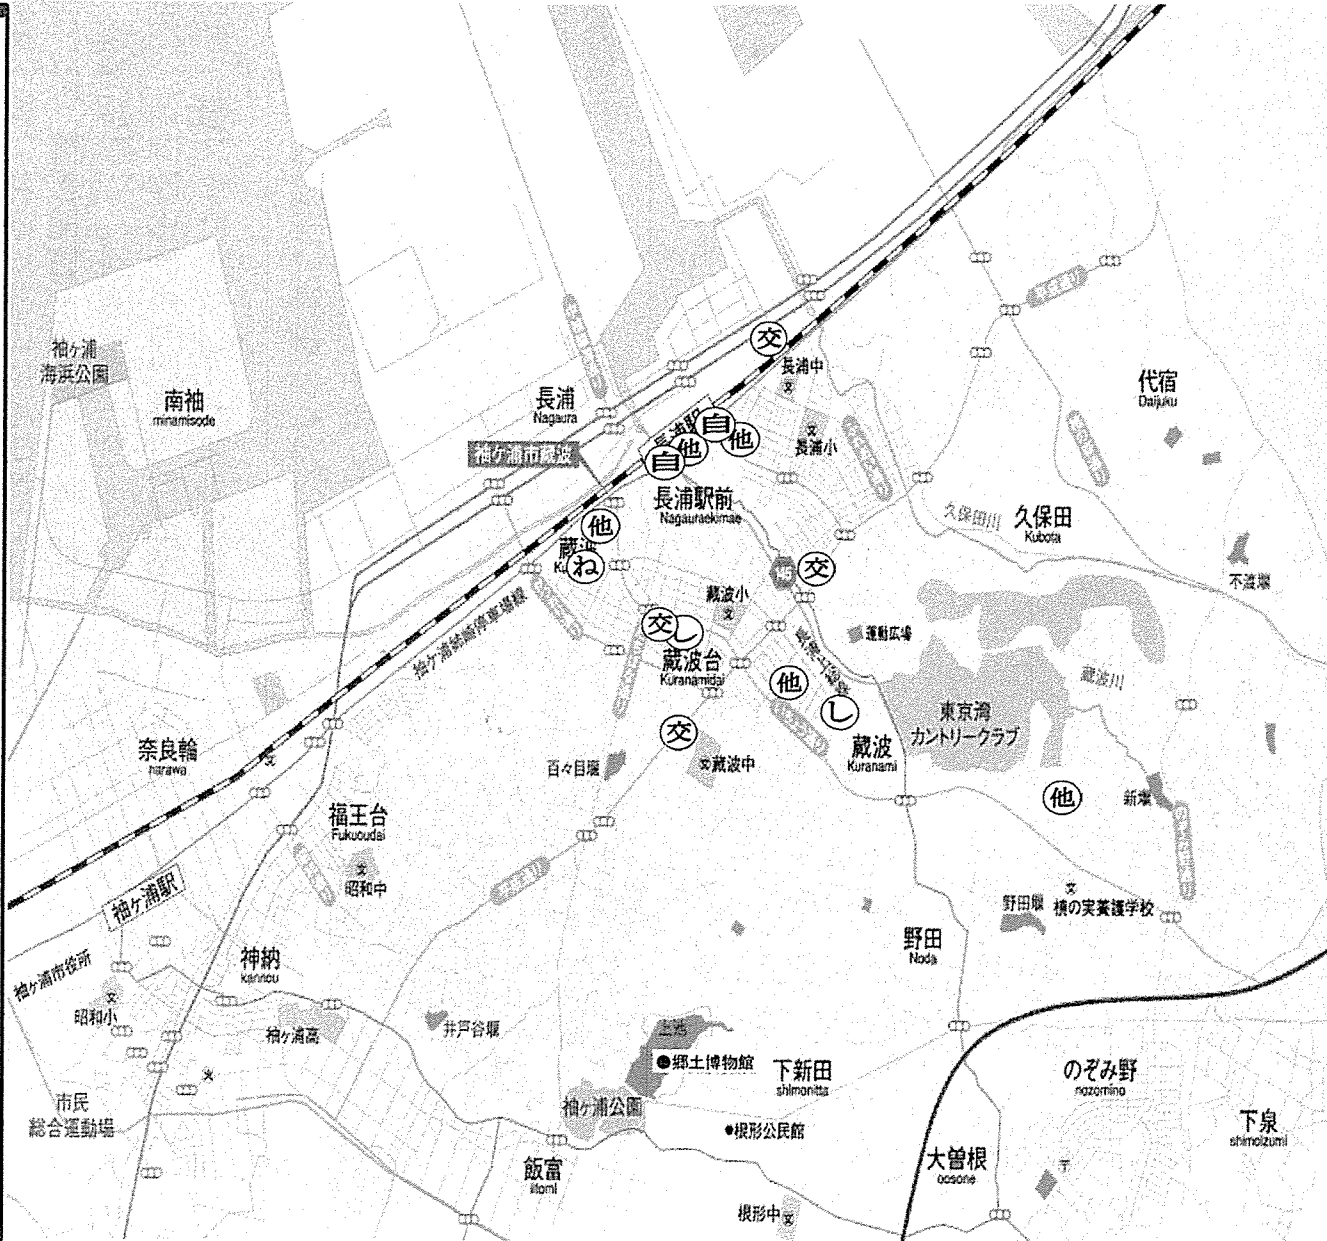 交
長浦中
袖ヶ浦
海浜公園
南袖
minamisode
長浦
Nagaura
代宿
Daijuku
自
他
他
長浦小
袖ケ浦市蔵波
自
長浦駅前
Nagauraekimae
久保田川
久保田
Kubota
他
ね
交
不渡堰
蔵波小
運動広場
袖ケ浦姉崎停車場線
交
し
蔵波台
Kuranamidai
蔵波川
他
し
東京湾
カントリークラブ
奈良輪
narawa
交
蔵波
Kuranami
百々目堰
蔵波中
他
新堰
福王台
Fukuoudai
昭和中
袖ケ浦駅
野田堰
槙の実養護学校
野田
Noda
神納
kannou
袖ケ浦市役所
昭和小
袖ケ浦高
井戸谷堰
上池
郷土博物館
下新田
shimonitta
のぞみ野
nozomino
市民
総合運動場
袖ケ浦公園
根形公民館
下泉
shimoizumi
飯富
iitomi
大曽根
oosone
根形中